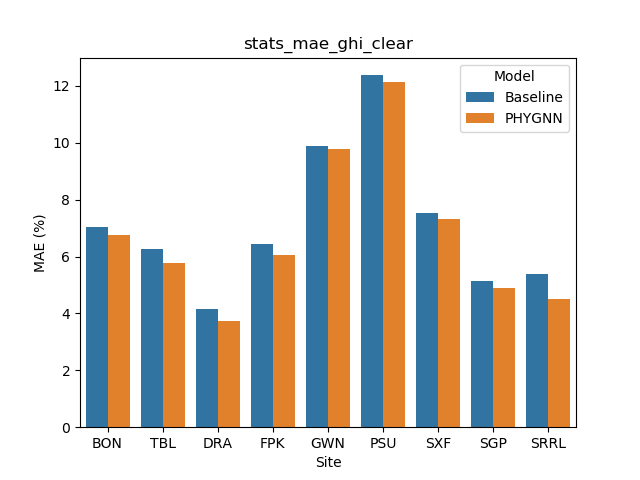 stats_mae_ghi_clear
Model
Baseline
PHYGNN
MAE (%)
12
10
8
6
4
2
0
BON TBL DRA FPK GWN PSU SXF SGP SRRL
Site